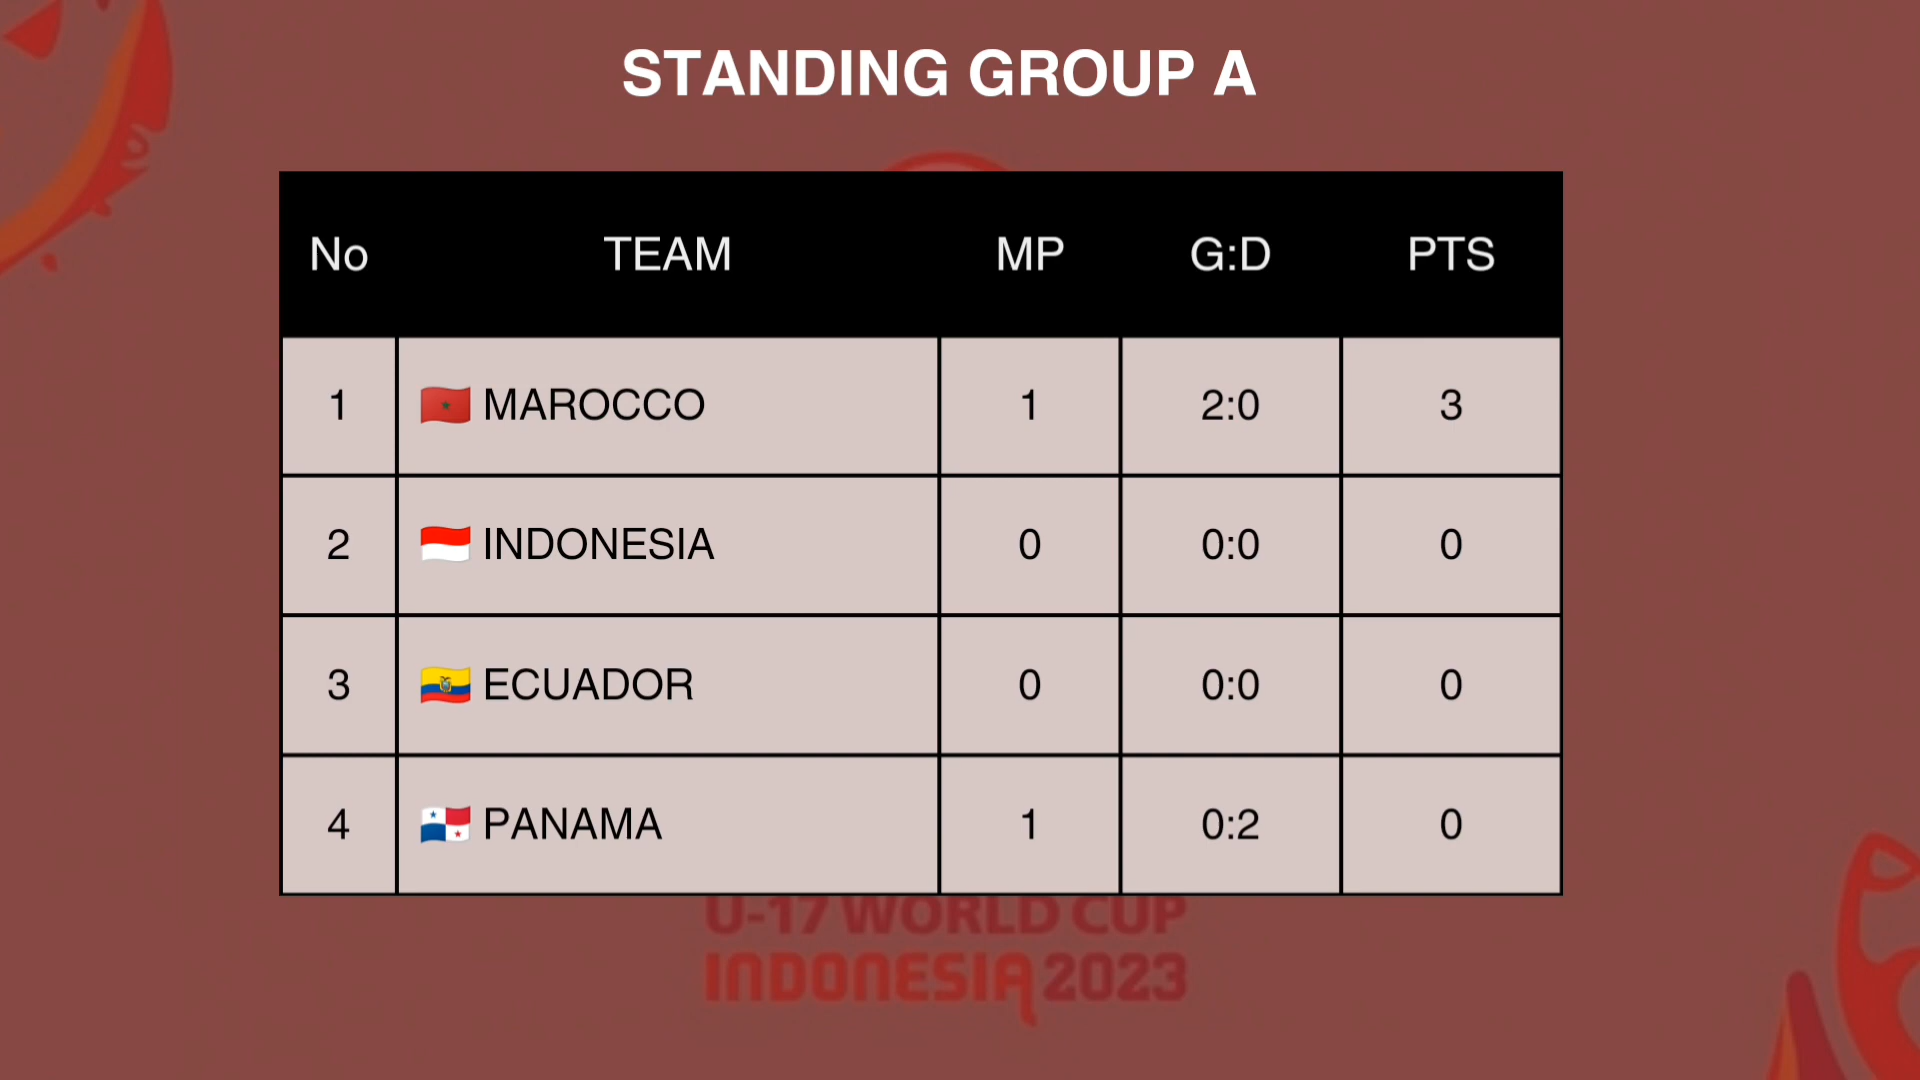 STANDING GROUP A
No TEAM MP G:D PTS
1 MAROCCO 1 2:0 3
2 INDONESIA 0 0:0 0
3 ECUADOR 0 0:0 0
4 PANAMA 1 0:2 0
U-17 WORLD CUP
INDONESIA 2023